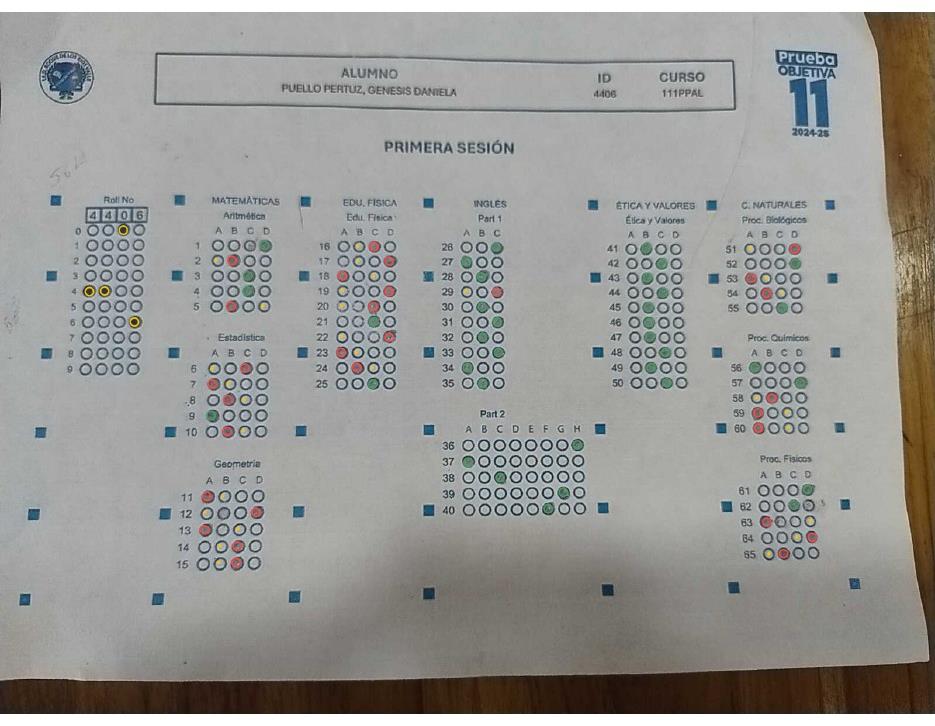 ALUMNO
PUELLO PERTUZ, GENESIS DANIELA
ID
4406
CURSO
111PPAL
Prueba
OBJETIVA
11
2024-25
PRIMERA SESIÓN
Roll No
4 4 0 6
0
1
2
3
4
5
6
7
8
9
MATEMÁTICAS
Aritmética
A B C D
1
2
3
4
5
Estadística
A B C D
6
7
8
9
10
Geometría
A B C D
11
12
13
14
15
EDU. FÍSICA
Edu. Física
A B C D
16
17
18
19
20
21
22
23
24
25
INGLÉS
Part 1
A B C
26
27
28
29
30
31
32
33
34
35
Part 2
A B C D E F G H
36
37
38
39
40
ÉTICA Y VALORES
Ética y Valores
A B C D
41
42
43
44
45
46
47
48
49
50
C. NATURALES
Proc. Biológicos
A B C D
51
52
53
54
55
Proc. Químicos
A B C D
56
57
58
59
60
Proc. Físicos
A B C D
61
62
63
64
65